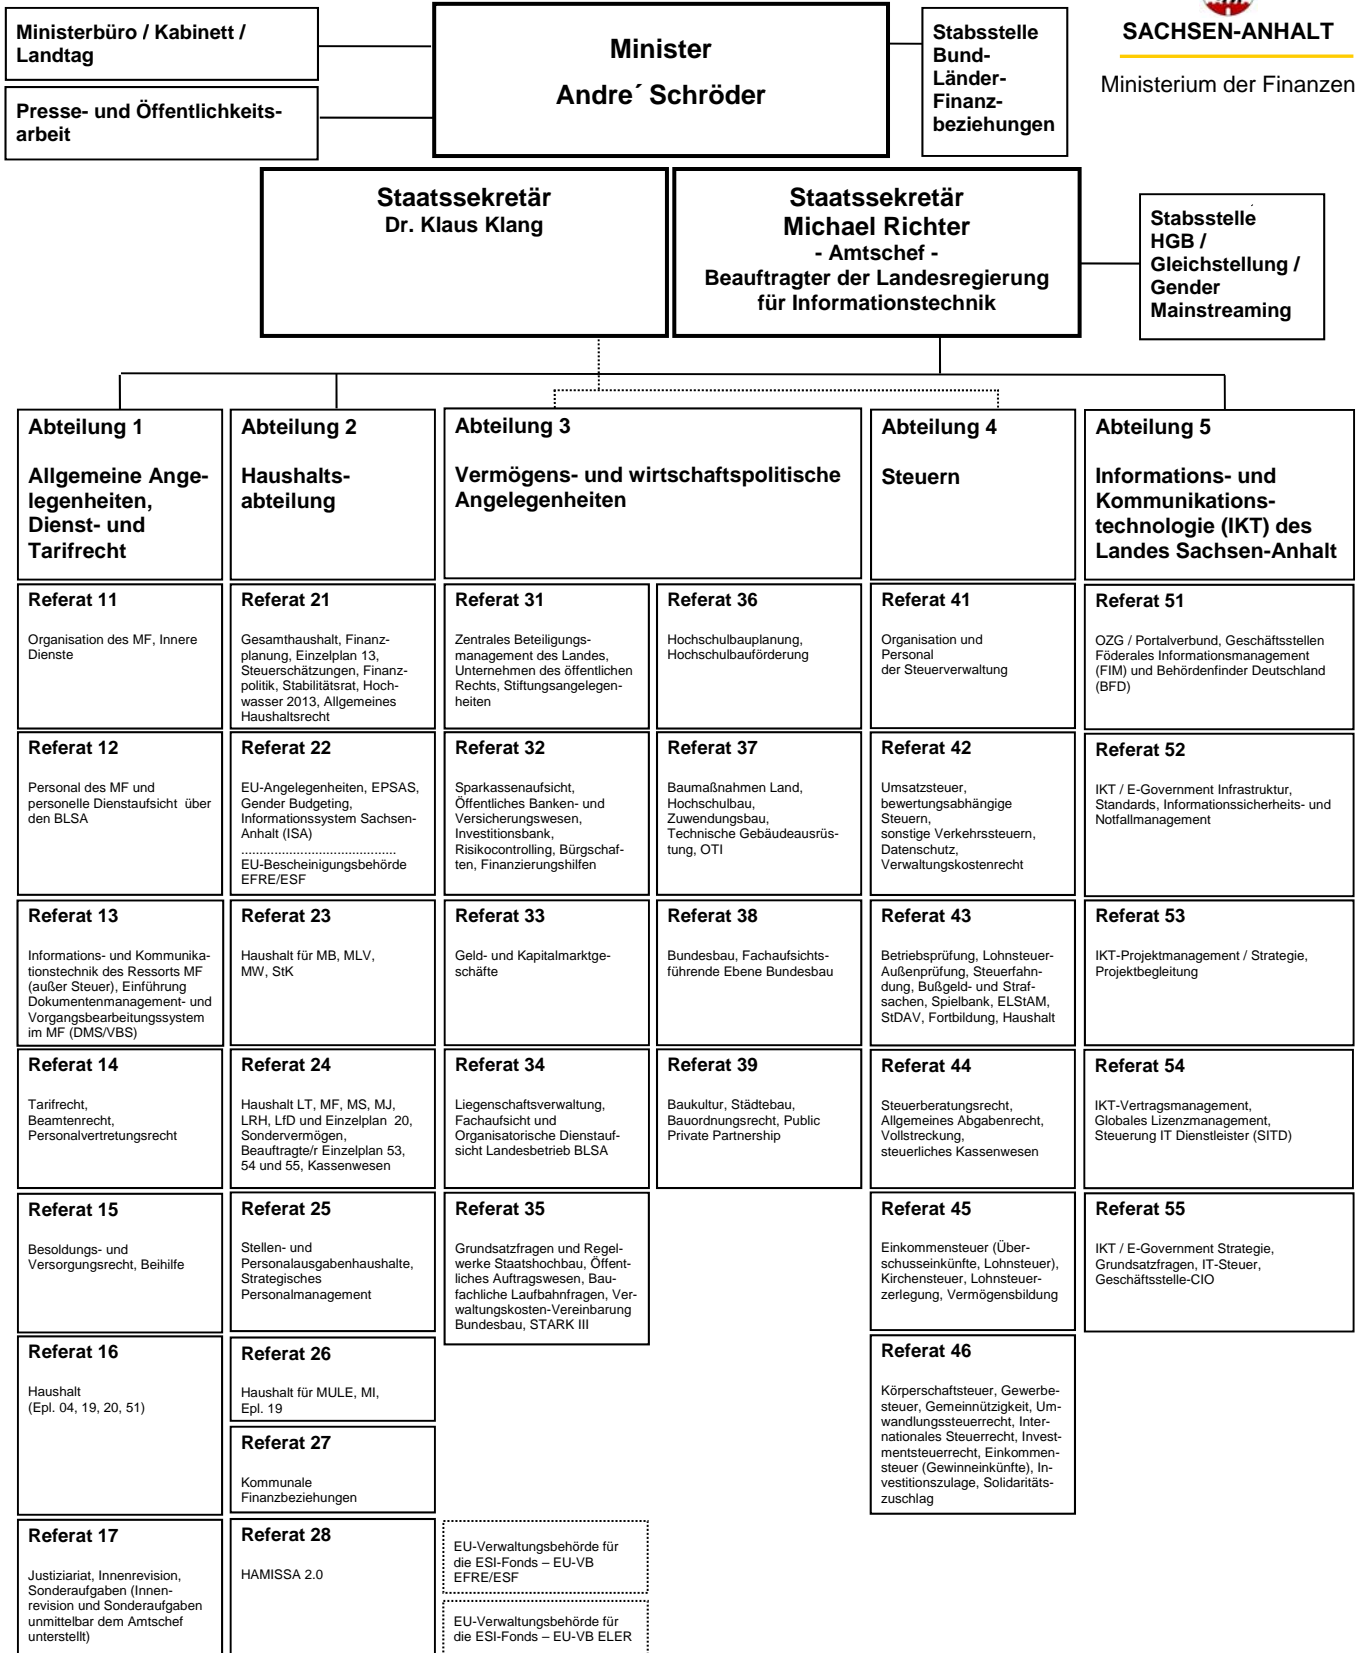 Ministerbüro / Kabinett /
Landtag
Presse- und Öffentlichkeits-
arbeit
Minister
Andre´ Schröder
Stabsstelle
Bund-
Länder-
Finanz-
beziehungen
SACHSEN-ANHALT
Ministerium der Finanzen
Staatssekretär
Dr. Klaus Klang
Staatssekretär
Michael Richter
- Amtschef -
Beauftragter der Landesregierung
für Informationstechnik
Stabsstelle
HGB /
Gleichstellung /
Gender
Mainstreaming
Abteilung 1
Allgemeine Ange-
legenheiten,
Dienst- und
Tarifrecht
Abteilung 2
Haushalts-
abteilung
Abteilung 3
Vermögens- und wirtschaftspolitische
Angelegenheiten
Abteilung 4
Steuern
Abteilung 5
Informations- und
Kommunikations-
technologie (IKT) des
Landes Sachsen-Anhalt
Referat 11
Organisation des MF, Innere
Dienste
Referat 21
Gesamthaushalt, Finanz-
planung, Einzelplan 13,
Steuerschätzungen, Finanz-
politik, Stabilitätsrat, Hoch-
wasser 2013, Allgemeines
Haushaltsrecht
Referat 31
Zentrales Beteiligungs-
management des Landes,
Unternehmen des öffentlichen
Rechts, Stiftungsangelegen-
heiten
Referat 36
Hochschulbauplanung,
Hochschulbauförderung
Referat 41
Organisation und
Personal
der Steuerverwaltung
Referat 51
OZG / Portalverbund, Geschäftsstellen
Föderales Informationsmanagement
(FIM) und Behördenfinder Deutschland
(BFD)
Referat 12
Personal des MF und
personelle Dienstaufsicht über
den BLSA
Referat 22
EU-Angelegenheiten, EPSAS,
Gender Budgeting,
Informationssystem Sachsen-
Anhalt (ISA)
..........................................
EU-Bescheinigungsbehörde
EFRE/ESF
Referat 32
Sparkassenaufsicht,
Öffentliches Banken- und
Versicherungswesen,
Investitionsbank,
Risikocontrolling, Bürgschaf-
ten, Finanzierungshilfen
Referat 37
Baumaßnahmen Land,
Hochschulbau,
Zuwendungsbau,
Technische Gebäudeausrüs-
tung, OTI
Referat 42
Umsatzsteuer,
bewertungsabhängige
Steuern,
sonstige Verkehrssteuern,
Datenschutz,
Verwaltungskostenrecht
Referat 52
IKT / E-Government Infrastruktur,
Standards, Informationssicherheits- und
Notfallmanagement
Referat 13
Informations- und Kommunika-
tionstechnik des Ressorts MF
(außer Steuer), Einführung
Dokumentenmanagement- und
Vorgangsbearbeitungssystem
im MF (DMS/VBS)
Referat 23
Haushalt für MB, MLV,
MW, StK
Referat 33
Geld- und Kapitalmarktge-
schäfte
Referat 38
Bundesbau, Fachaufsichts-
führende Ebene Bundesbau
Referat 43
Betriebsprüfung, Lohnsteuer-
Außenprüfung, Steuerfahn-
dung, Bußgeld- und Straf-
sachen, Spielbank, ELStAM,
StDAV, Fortbildung, Haushalt
Referat 53
IKT-Projektmanagement / Strategie,
Projektbegleitung
Referat 14
Tarifrecht,
Beamtenrecht,
Personalvertretungsrecht
Referat 24
Haushalt LT, MF, MS, MJ,
LRH, LfD und Einzelplan 20,
Sondervermögen,
Beauftragte/r Einzelplan 53,
54 und 55, Kassenwesen
Referat 34
Liegenschaftsverwaltung,
Fachaufsicht und
Organisatorische Dienstauf-
sicht Landesbetrieb BLSA
Referat 39
Baukultur, Städtebau,
Bauordnungsrecht, Public
Private Partnership
Referat 44
Steuerberatungsrecht,
Allgemeines Abgabenrecht,
Vollstreckung,
steuerliches Kassenwesen
Referat 54
IKT-Vertragsmanagement,
Globales Lizenzmanagement,
Steuerung IT Dienstleister (SITD)
Referat 15
Besoldungs- und
Versorgungsrecht, Beihilfe
Referat 25
Stellen- und
Personalausgabenhaushalte,
Strategisches
Personalmanagement
Referat 35
Grundsatzfragen und Regel-
werke Staatshochbau, Öffent-
liches Auftragswesen, Bau-
fachliche Laufbahnfragen, Ver-
waltungskosten-Vereinbarung
Bundesbau, STARK III
Referat 45
Einkommensteuer (Über-
schusseinkünfte, Lohnsteuer),
Kirchensteuer, Lohnsteuer-
zerlegung, Vermögensbildung
Referat 55
IKT / E-Government Strategie,
Grundsatzfragen, IT-Steuer,
Geschäftsstelle-CIO
Referat 16
Haushalt
(Epl. 04, 19, 20, 51)
Referat 26
Haushalt für MULE, MI,
Epl. 19
Referat 46
Körperschaftsteuer, Gewerbe-
steuer, Gemeinnützigkeit, Um-
wandlungssteuerrecht, Inter-
nationales Steuerrecht, Invest-
mentsteuerrecht, Einkommen-
steuer (Gewinneinkünfte), In-
vestitionszulage, Solidaritäts-
zuschlag
Referat 27
Kommunale
Finanzbeziehungen
Referat 17
Justiziariat, Innenrevision,
Sonderaufgaben (Innen-
revision und Sonderaufgaben
unmittelbar dem Amtschef
unterstellt)
Referat 28
HAMISSA 2.0
EU-Verwaltungsbehörde für
die ESI-Fonds – EU-VB
EFRE/ESF
EU-Verwaltungsbehörde für
die ESI-Fonds – EU-VB ELER